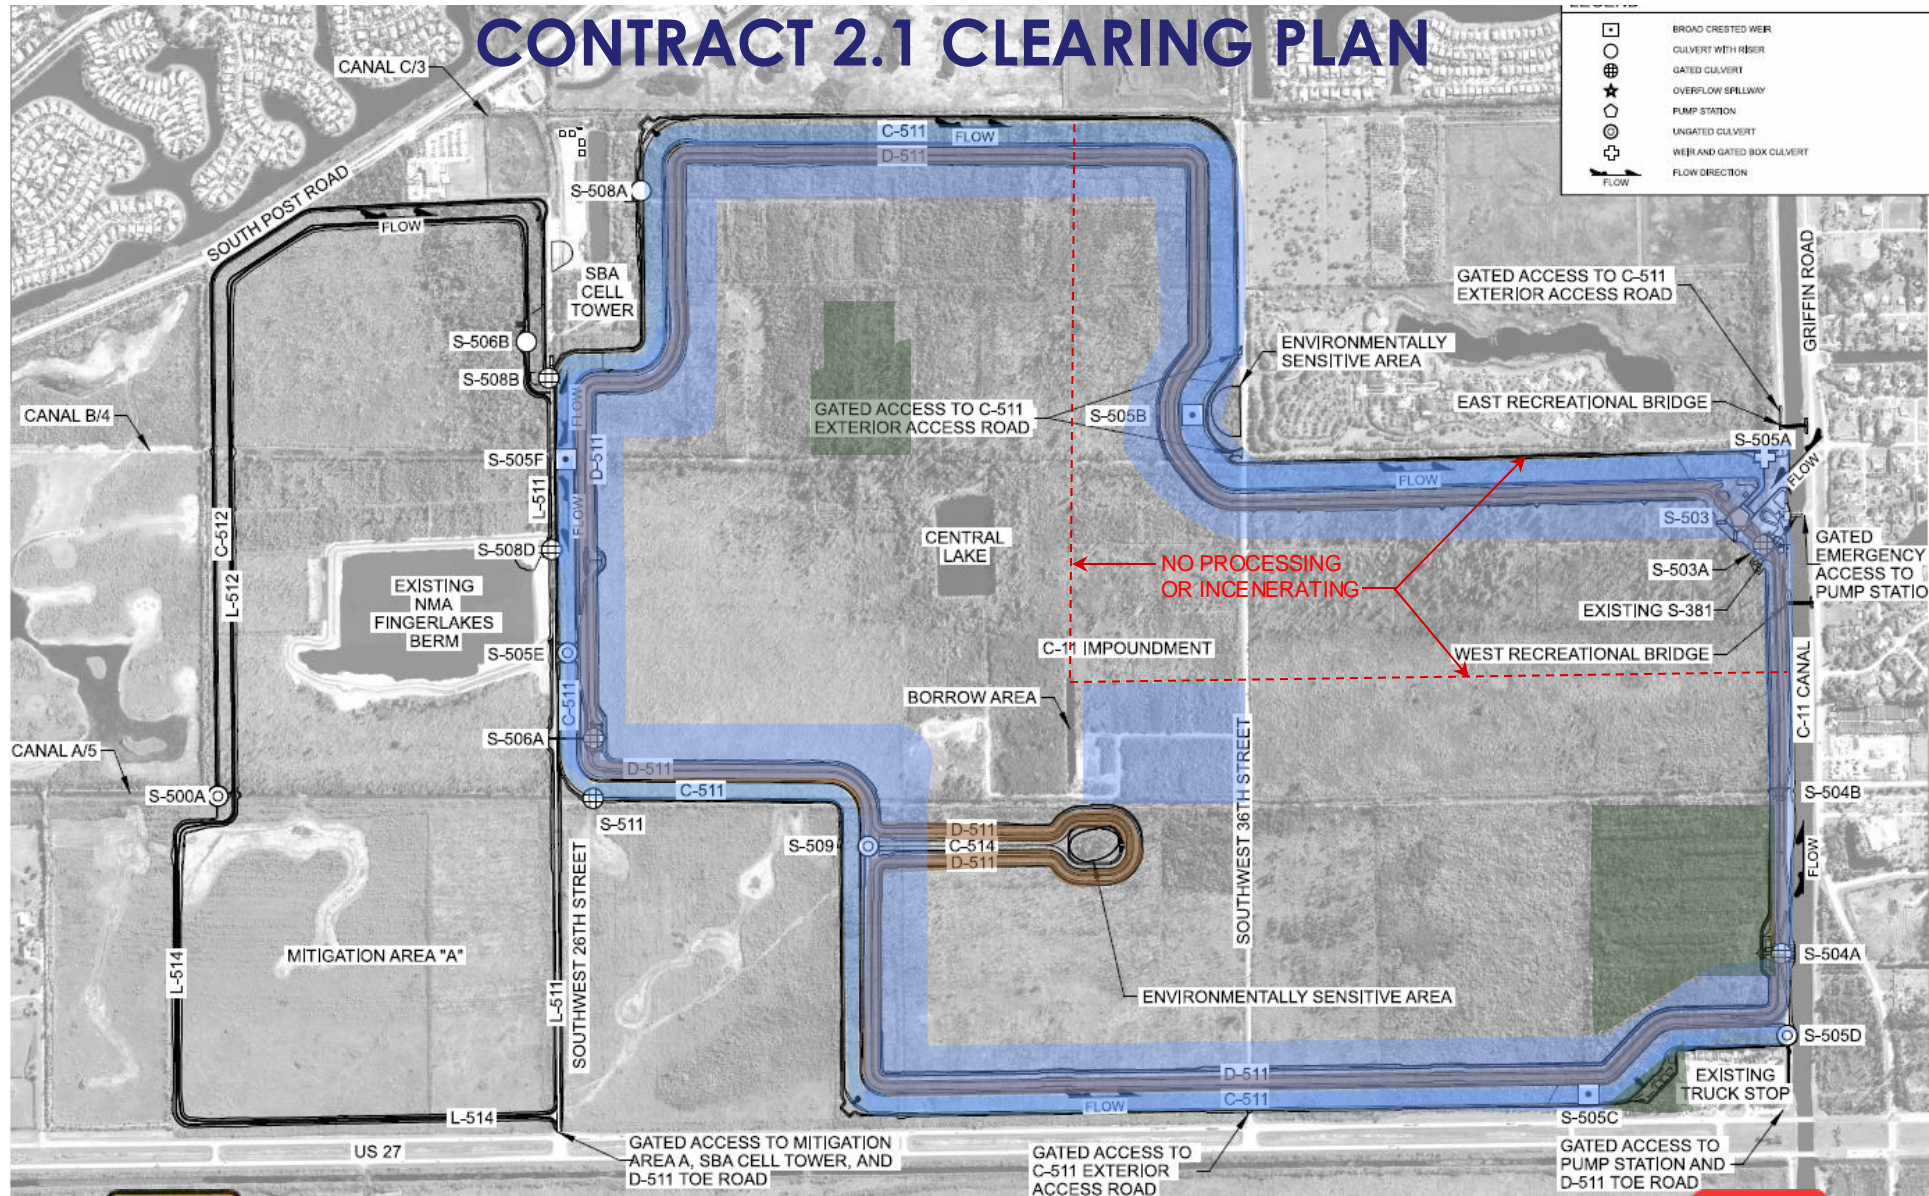 CONTRACT 2.1 CLEARING PLAN
LEGEND
BROAD CRESTED WEIR
CULVERT WITH RISER
GATED CULVERT
OVERFLOW SPILLWAY
PUMP STATION
UNGATED CULVERT
WEIR AND GATED BOX CULVERT
FLOW
FLOW DIRECTION
CANAL C/3
SOUTH POST ROAD
FLOW
C-511
FLOW
D-511
S-508A
SBA
CELL
TOWER
S-506B
S-508B
CANAL B/4
FLOW
D-511
S-505F
L-511
FLOW
C-512
L-512
S-508D
EXISTING
NMA
FINGERLAKES
BERM
S-505E
C-511
S-506A
CANAL A/5
S-500A
D-511
C-511
S-511
S-509
D-511
C-514
D-511
GATED ACCESS TO C-511
EXTERIOR ACCESS ROAD
S-505B
ENVIRONMENTALLY
SENSITIVE AREA
GATED ACCESS TO C-511
EXTERIOR ACCESS ROAD
GRIFFIN ROAD
EAST RECREATIONAL BRIDGE
S-505A
FLOW
FLOW
S-503
GATED
EMERGENCY
ACCESS TO
PUMP STATIO
S-503A
EXISTING S-381
WEST RECREATIONAL BRIDGE
CENTRAL
LAKE
NO PROCESSING
OR INCENERATING
C-11 IMPOUNDMENT
BORROW AREA
SOUTHWEST 36TH STREET
C-11 CANAL
S-504B
FLOW
S-504A
S-505D
ENVIRONMENTALLY SENSITIVE AREA
MITIGATION AREA "A"
SOUTHWEST 26TH STREET
L-514
L-511
L-514
US 27
D-511
C-511
FLOW
EXISTING
TRUCK STOP
S-505C
GATED ACCESS TO MITIGATION
AREA A, SBA CELL TOWER, AND
D-511 TOE ROAD
GATED ACCESS TO
C-511 EXTERIOR
ACCESS ROAD
GATED ACCESS TO
PUMP STATION AND
D-511 TOE ROAD